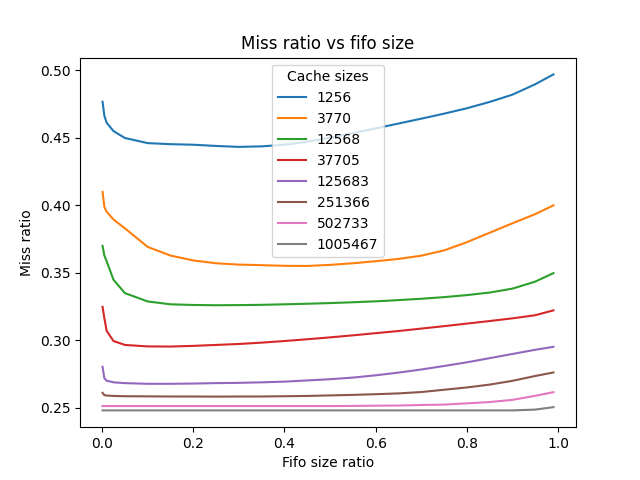 Miss ratio vs fifo size
Cache sizes
1256
3770
12568
37705
125683
251366
502733
1005467
Miss ratio
0.50
0.45
0.40
0.35
0.30
0.25
0.0 0.2 0.4 0.6 0.8 1.0
Fifo size ratio